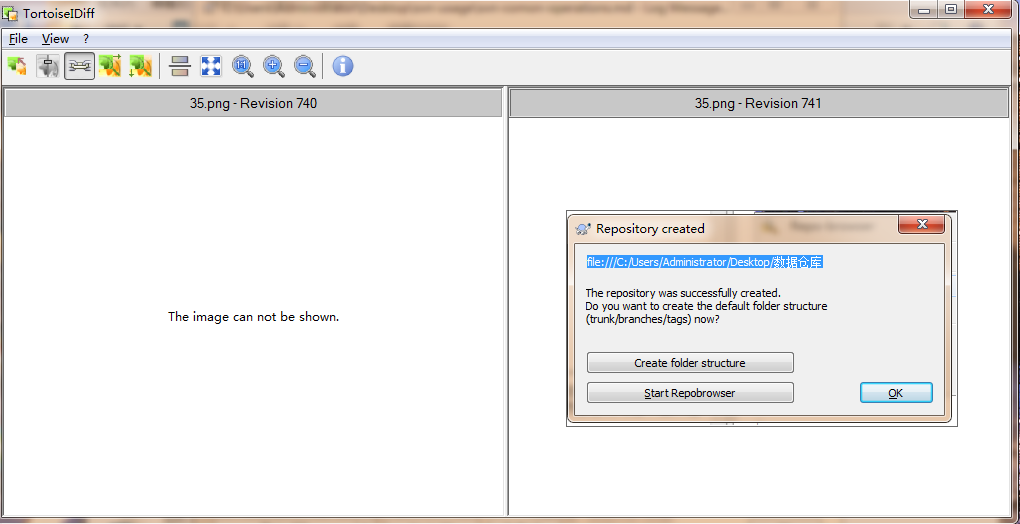 TortoiseIDiff
File View ?
1:1
35.png - Revision 740
35.png - Revision 741
The image can not be shown.
Repository created
file:///C:/Users/Administrator/Desktop/数据仓库
The repository was successfully created.
Do you want to create the default folder structure
(trunk/branches/tags) now?
Create folder structure
Start Repobrowser
OK